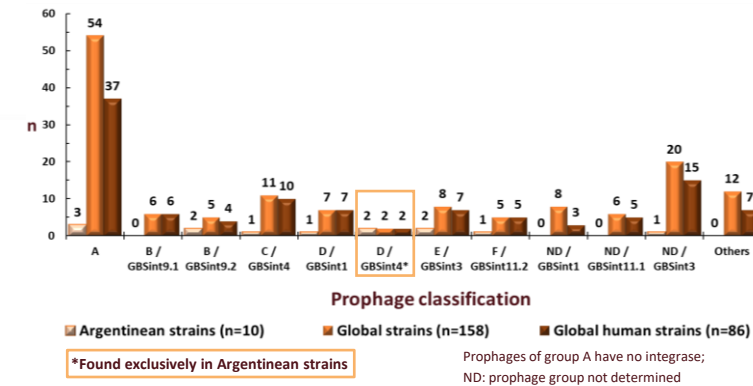 60
50
40
30
20
10
0
n
3 54 37
0 6 6
2 5 4
1 11 10
1 7 7
2 2 2
2 8 7
1 5 5
0 8 3
0 6 5
1 20 15
0 12 7
A
B /
GBSint9.1
B /
GBSint9.2
C /
GBSint4
D /
GBSint1
D /
GBSint4*
E /
GBSint3
F /
GBSint11.2
ND /
GBSint1
ND /
GBSint11.1
ND /
GBSint3
Others
Prophage classification
Argentinean strains (n=10) Global strains (n=158) Global human strains (n=86)
*Found exclusively in Argentinean strains
Prophages of group A have no integrase;
ND: prophage group not determined